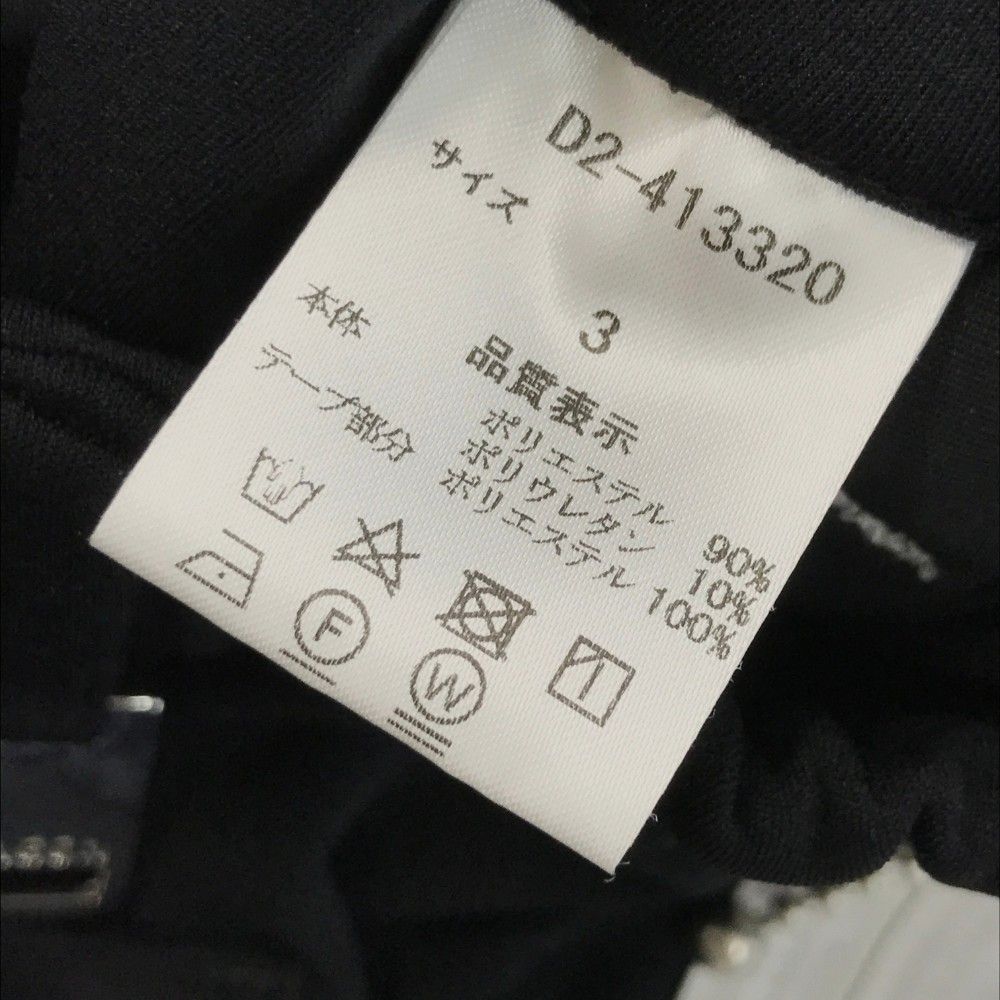 D2-413320
サイズ 3
品質表示
本体 ポリエステル 90%
ポリウレタン 10%
テープ部分 ポリエステル 100%
F
W